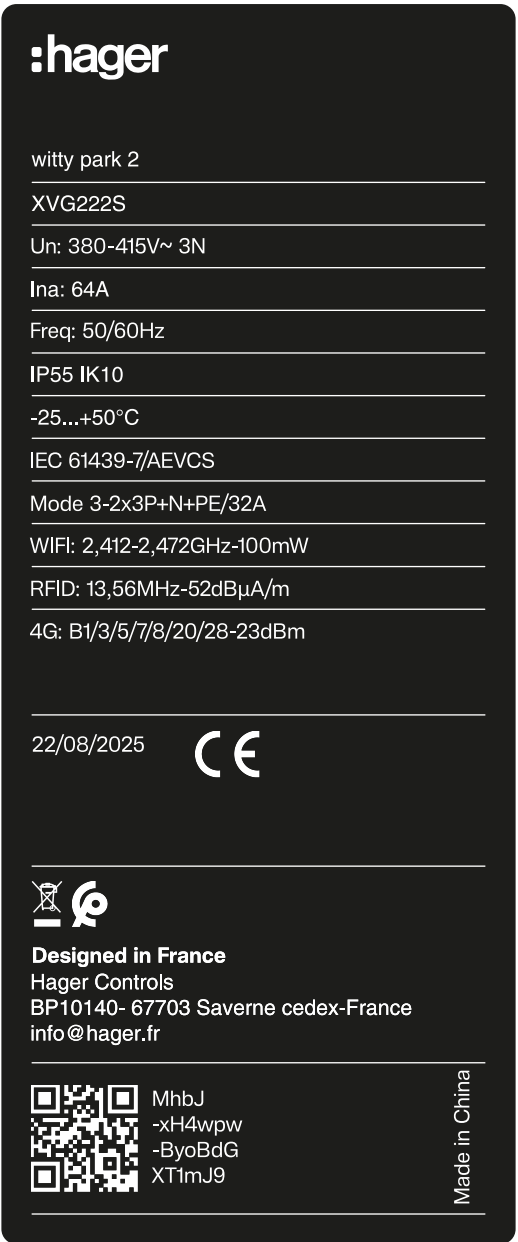 :hager
witty park 2
XVG222S
Un: 380-415V~ 3N
Ina: 64A
Freq: 50/60Hz
IP55 IK10
-25...+50°C
IEC 61439-7/AEVCS
Mode 3-2x3P+N+PE/32A
WIFI: 2,412-2,472GHz-100mW
RFID: 13,56MHz-52dBµA/m
4G: B1/3/5/7/8/20/28-23dBm
22/08/2025 CE
Designed in France
Hager Controls
BP10140- 67703 Saverne cedex-France
info@hager.fr
MhbJ
-xH4wpw
-ByoBdG
XT1mJ9
Made in China